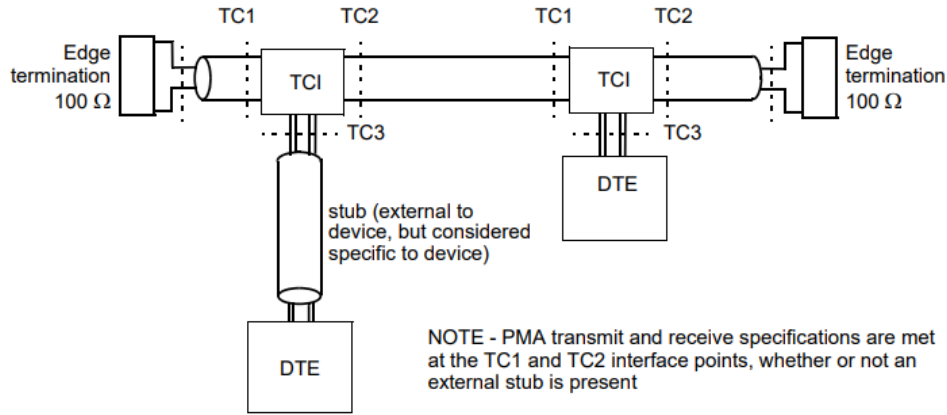 TC1
TC2
TC1
TC2
Edge
termination
100 Ω
TCI
TCI
Edge
termination
100 Ω
TC3
TC3
DTE
stub (external to
device, but considered
specific to device)
DTE
NOTE - PMA transmit and receive specifications are met
at the TC1 and TC2 interface points, whether or not an
external stub is present